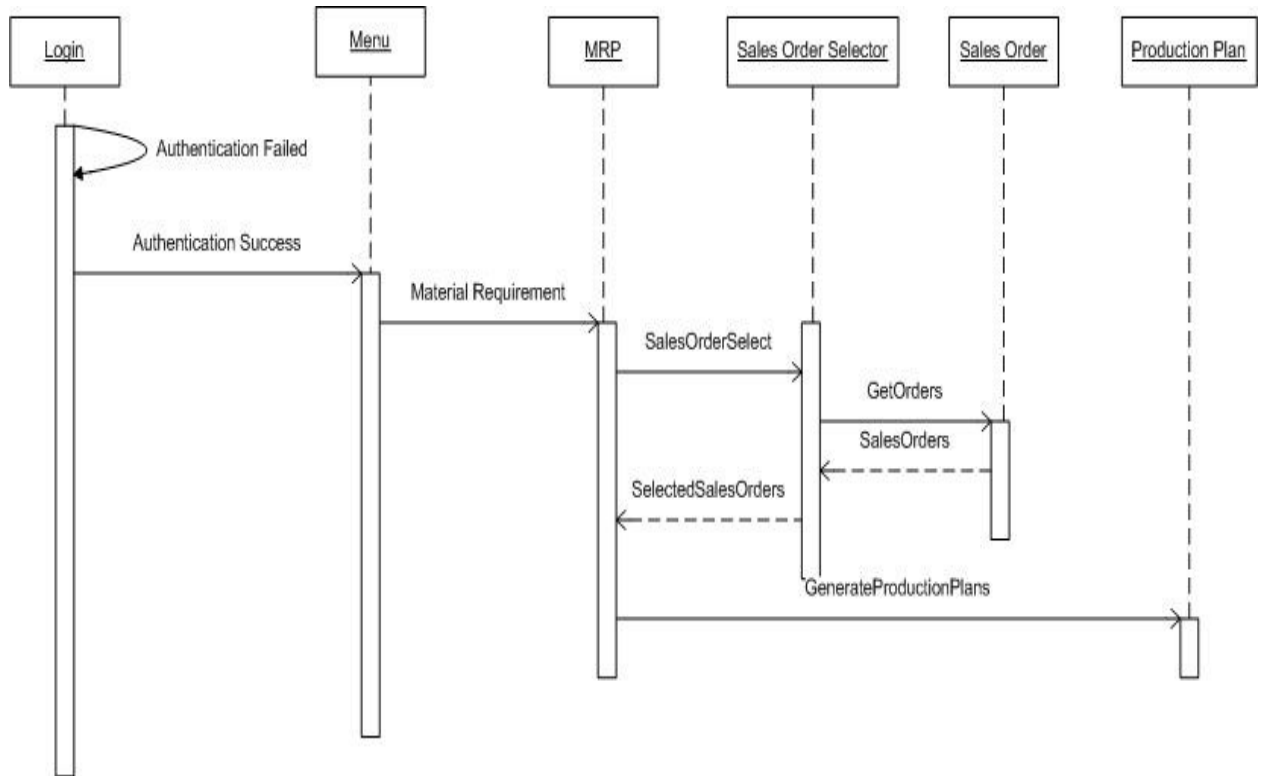 Login
Menu
MRP
Sales Order Selector
Sales Order
Production Plan
Authentication Failed
Authentication Success
Material Requirement
SalesOrderSelect
GetOrders
SalesOrders
SelectedSalesOrders
GenerateProductionPlans